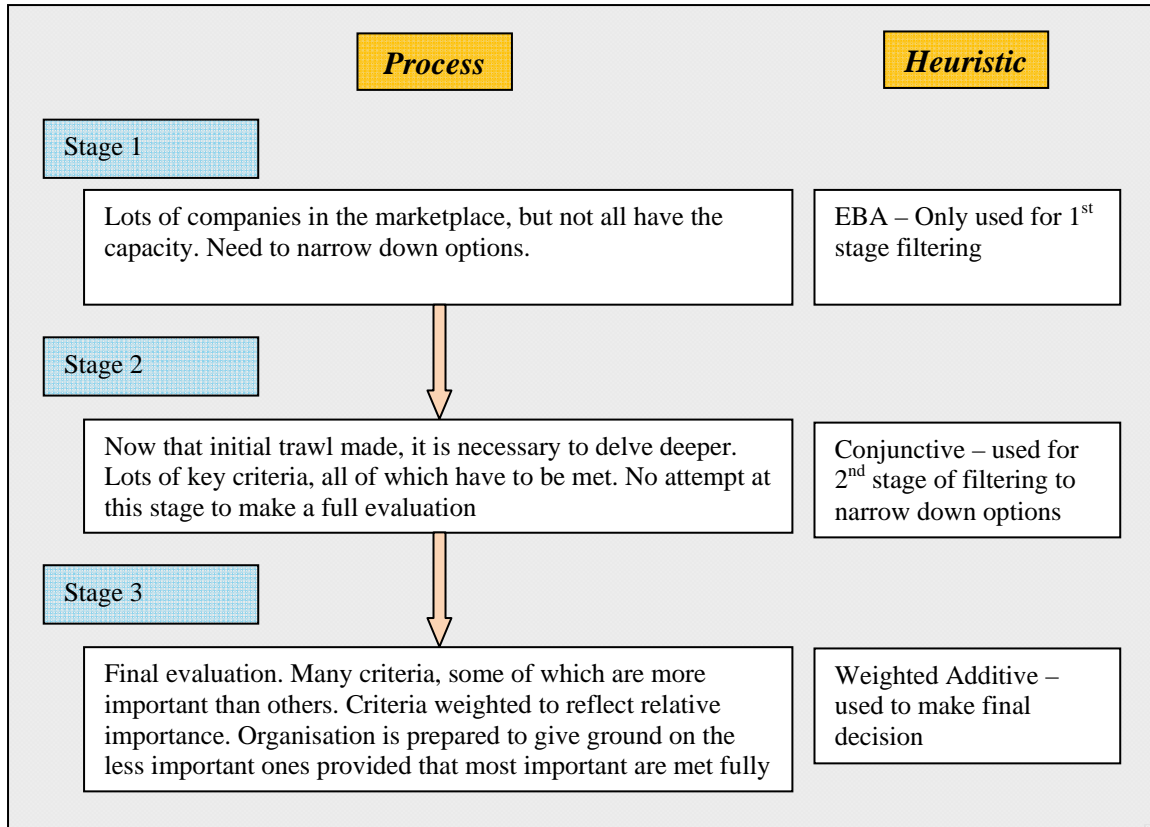 Process
Heuristic
Stage 1
Lots of companies in the marketplace, but not all have the
capacity. Need to narrow down options.
EBA – Only used for 1st
stage filtering
Stage 2
Now that initial trawl made, it is necessary to delve deeper.
Lots of key criteria, all of which have to be met. No attempt at
this stage to make a full evaluation
Conjunctive – used for
2nd stage of filtering to
narrow down options
Stage 3
Final evaluation. Many criteria, some of which are more
important than others. Criteria weighted to reflect relative
importance. Organisation is prepared to give ground on the
less important ones provided that most important are met fully
Weighted Additive –
used to make final
decision